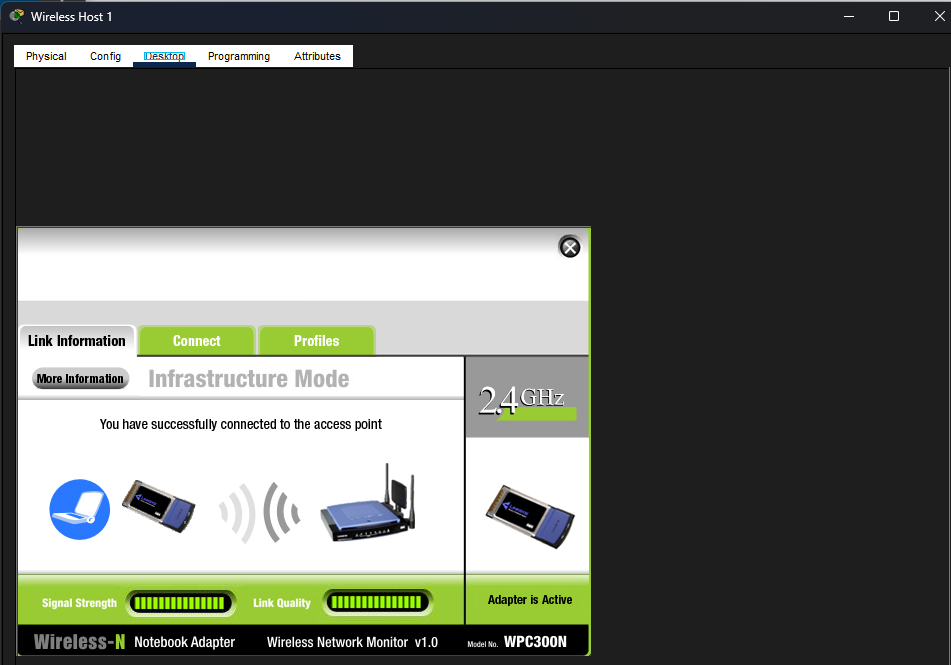 Wireless Host 1
Physical Config Desktop Programming Attributes
Link Information Connect Profiles
More Information Infrastructure Mode
2.4GHz
You have successfully connected to the access point
Signal Strength Link Quality
Adapter is Active
Wireless-N Notebook Adapter Wireless Network Monitor v1.0 Model No. WPC300N